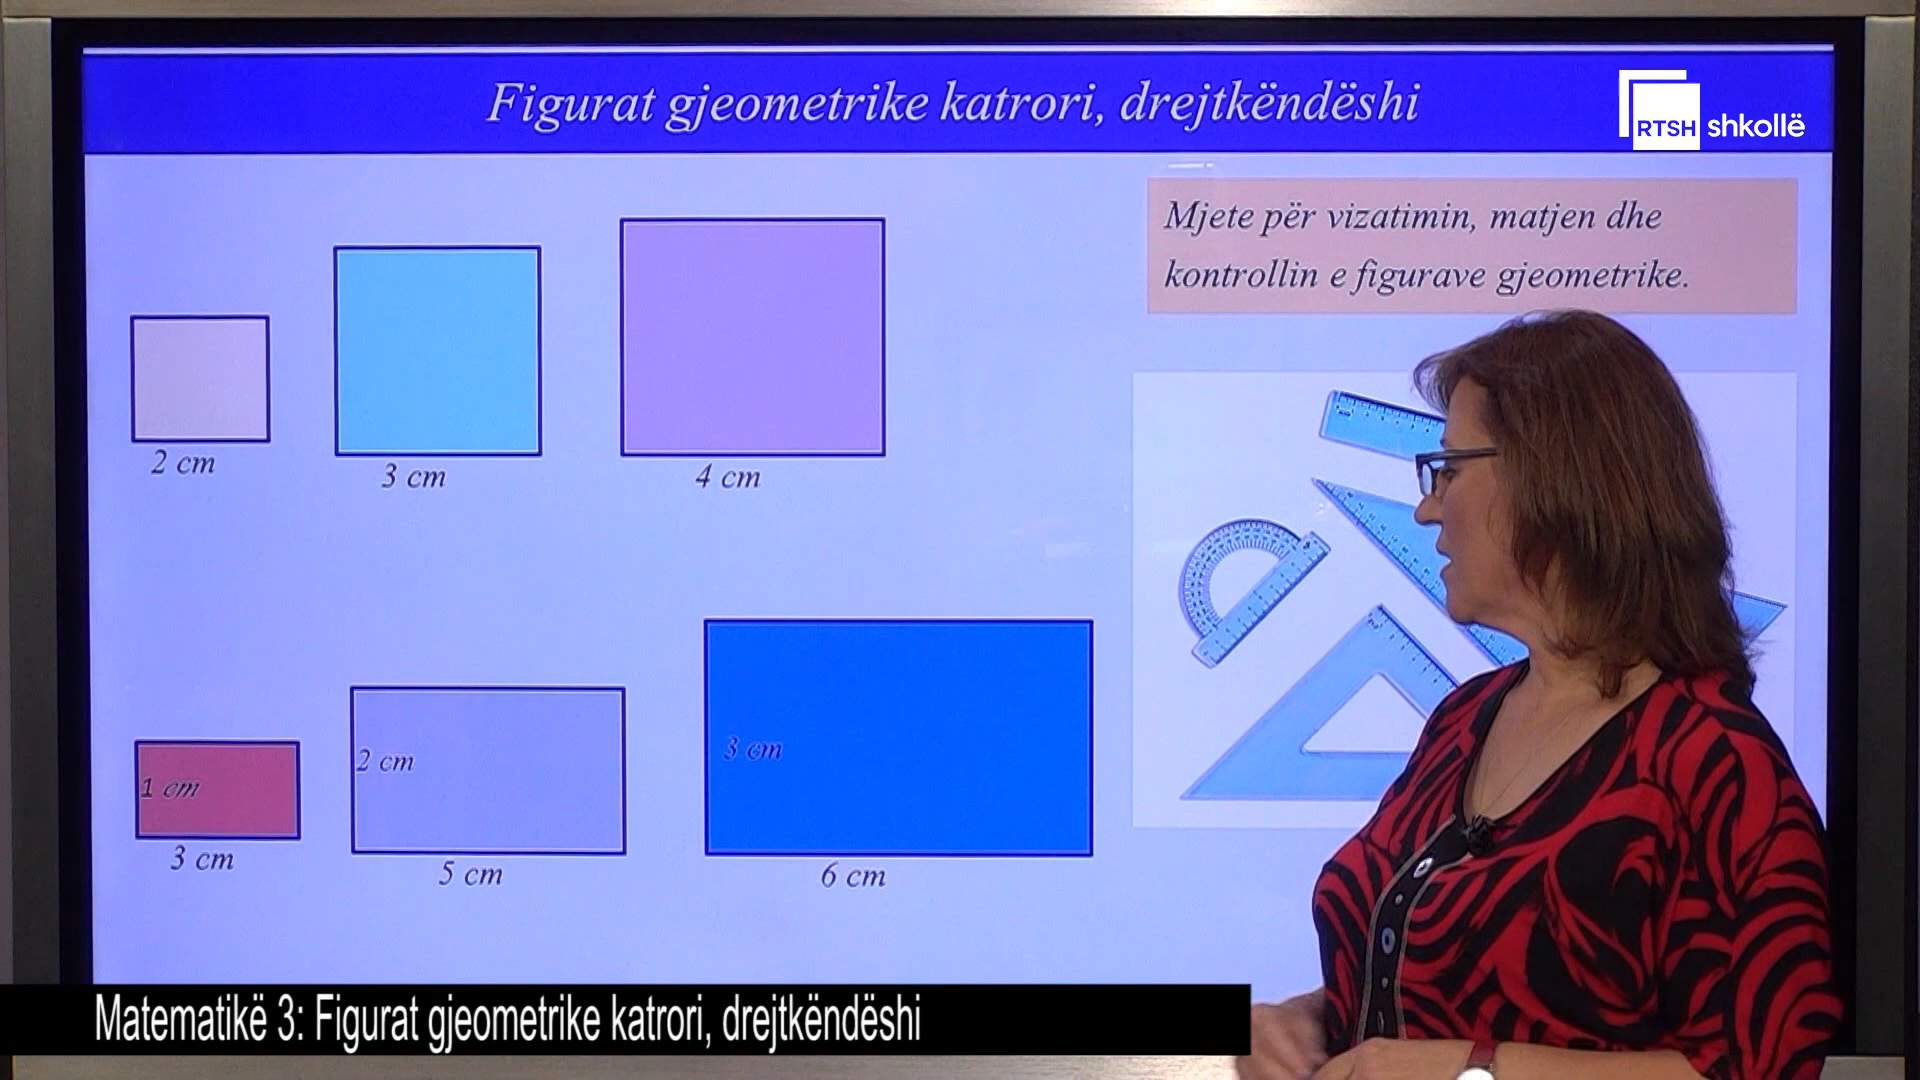 Figurat gjeometrike katrori, drejtkëndëshi
RTSH shkollë
Mjete për vizatimin, matjen dhe
kontrollin e figurave gjeometrike.
2 cm
3 cm
4 cm
1 cm
3 cm
2 cm
5 cm
3 cm
6 cm
Matematikë 3: Figurat gjeometrike katrori, drejtkëndëshi